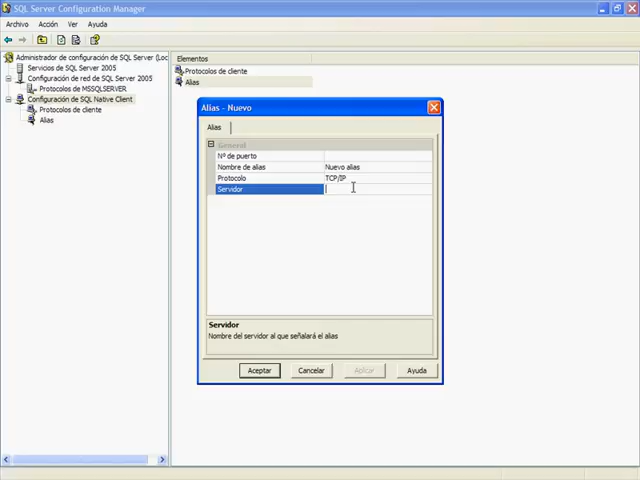 SQL Server Configuration Manager
Archivo Acción Ver Ayuda
Administrador de configuración de SQL Server (Loc
Servicios de SQL Server 2005
Configuración de red de SQL Server 2005
Protocolos de MSSQLSERVER
Configuración de SQL Native Client
Protocolos de cliente
Alias
Elementos
Protocolos de cliente
Alias
Alias - Nuevo
Alias
General
Nº de puerto
Nombre de alias Nuevo alias
Protocolo TCP/IP
Servidor
Servidor
Nombre del servidor al que señalará el alias
Aceptar Cancelar Aplicar Ayuda